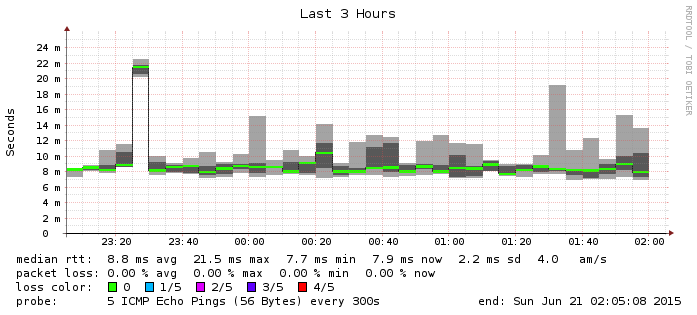 Last 3 Hours
RRDTOOL / TOBI OETIKER
Seconds
24 m
22 m
20 m
18 m
16 m
14 m
12 m
10 m
8 m
6 m
4 m
2 m
0
23:20 23:40 00:00 00:20 00:40 01:00 01:20 01:40 02:00
median rtt: 8.8 ms avg 21.5 ms max 7.7 ms min 7.9 ms now 2.2 ms sd 4.0 am/s
packet loss: 0.00 % avg 0.00 % max 0.00 % min 0.00 % now
loss color: 0 1/5 2/5 3/5 4/5
probe: 5 ICMP Echo Pings (56 Bytes) every 300s end: Sun Jun 21 02:05:08 2015